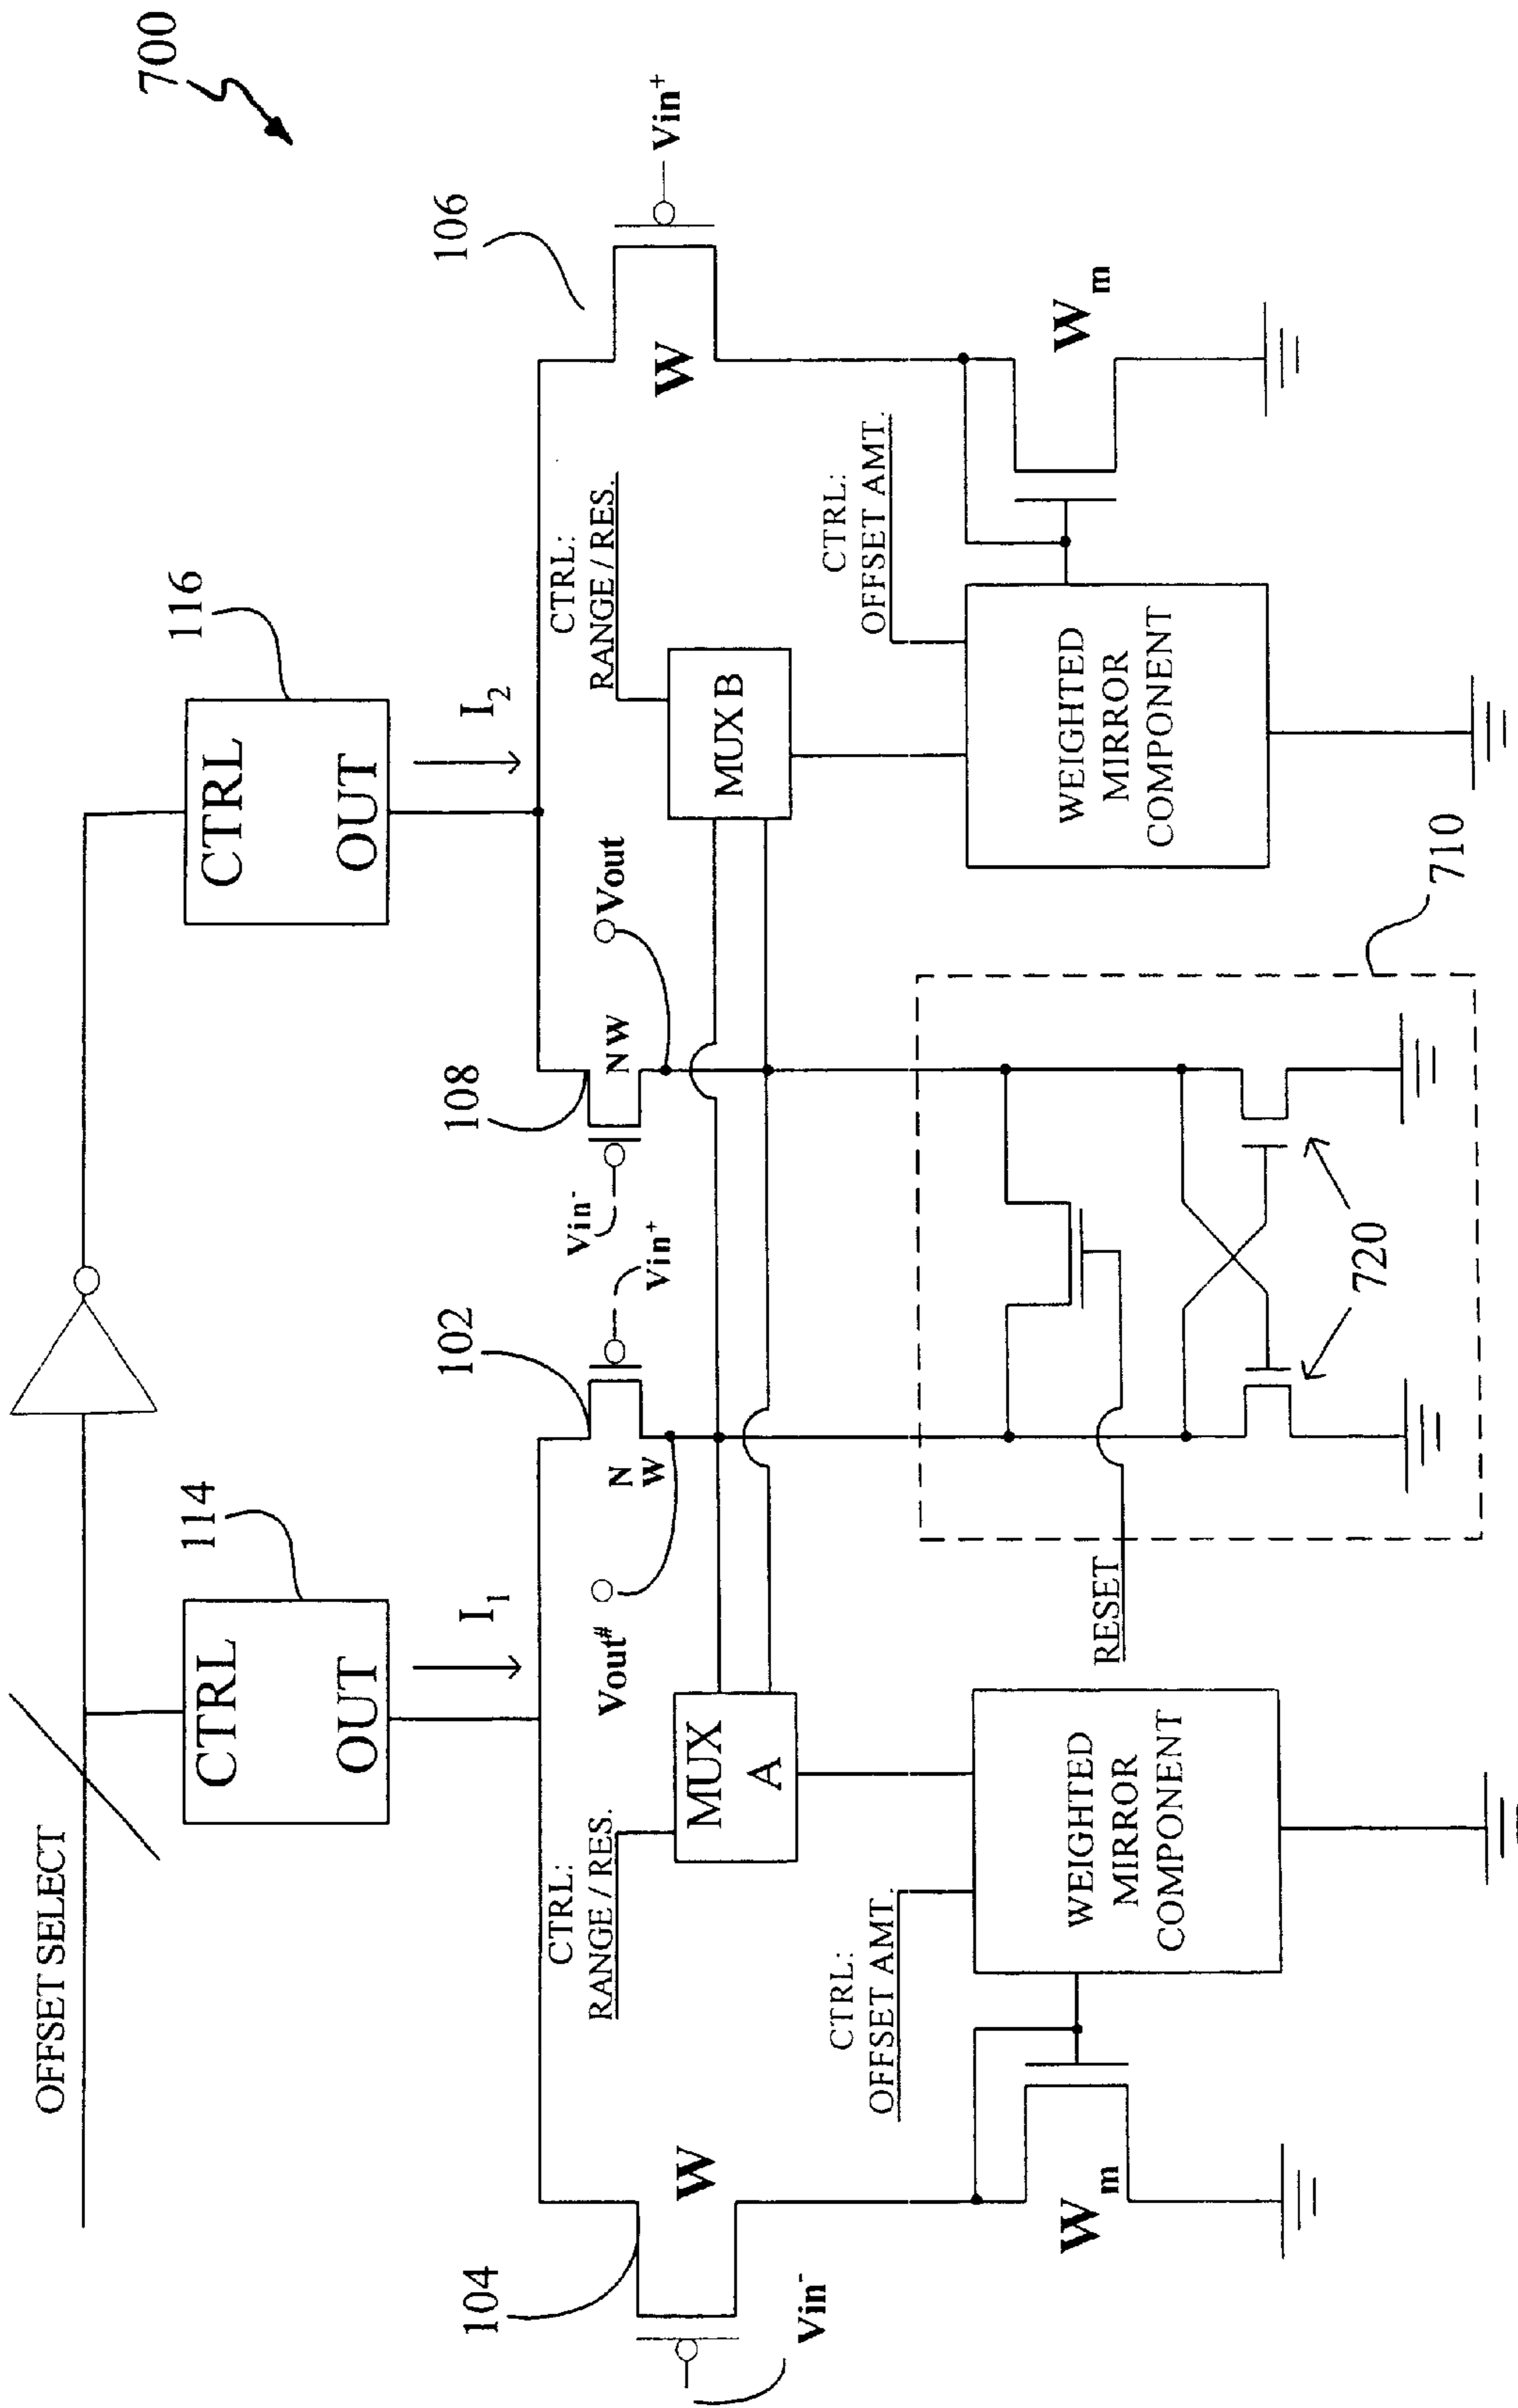 700
OFFSET SELECT
114
CTRL
OUT
I1
116
CTRL
OUT
I2
104
W
Vin-
CTRL:
RANGE / RES.
Vout#
102
N
W
Vin+
Vin-
108
NW
Vout
CTRL:
RANGE / RES.
106
W
Vin+
MUX
A
MUX B
CTRL:
OFFSET AMT.
CTRL:
OFFSET AMT.
Wm
WEIGHTED
MIRROR
COMPONENT
RESET
720
710
WEIGHTED
MIRROR
COMPONENT
Wm